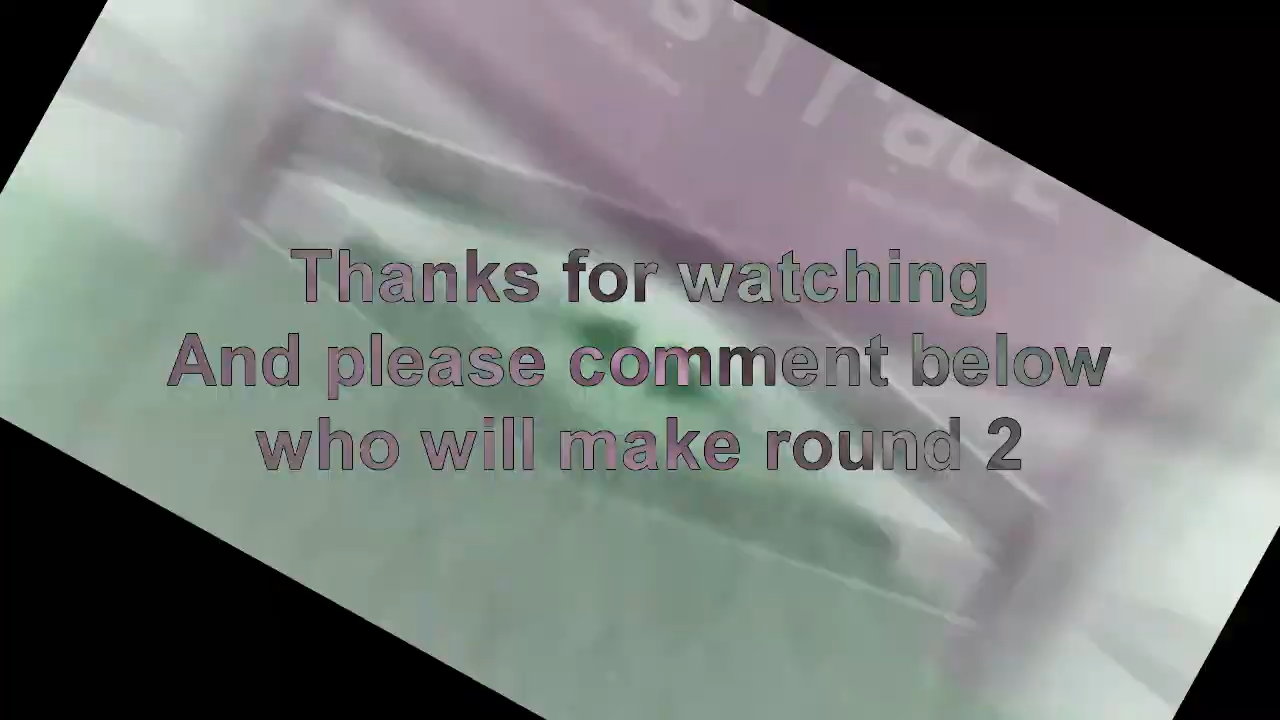 Thanks for watching
And please comment below
who will make round 2